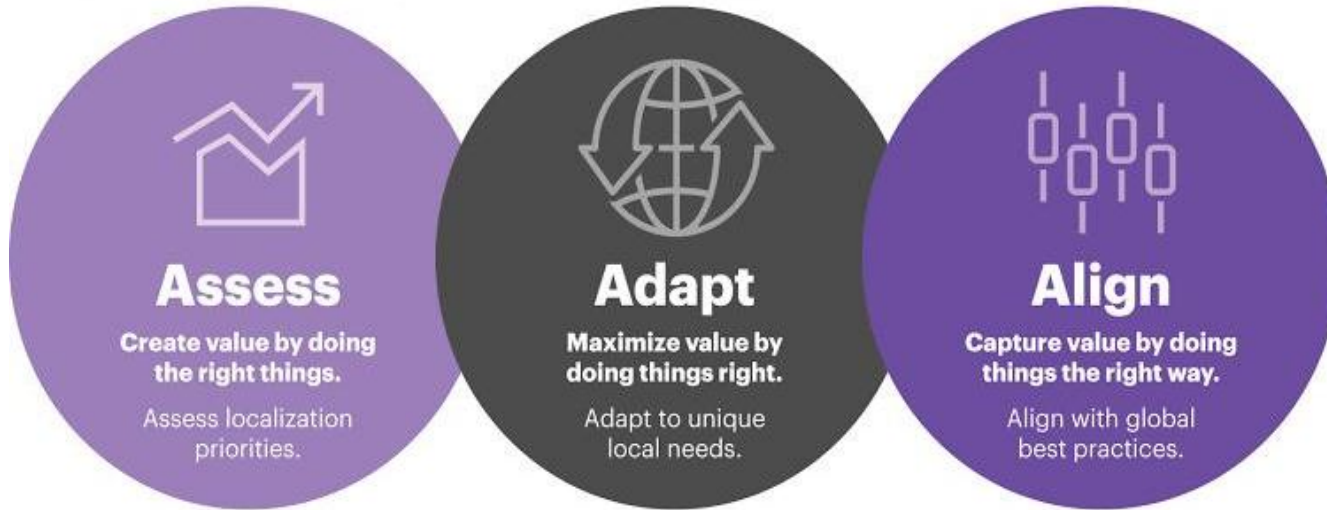 Assess
Create value by doing
the right things.
Assess localization
priorities.
Adapt
Maximize value by
doing things right.
Adapt to unique
local needs.
Align
Capture value by doing
things the right way.
Align with global
best practices.